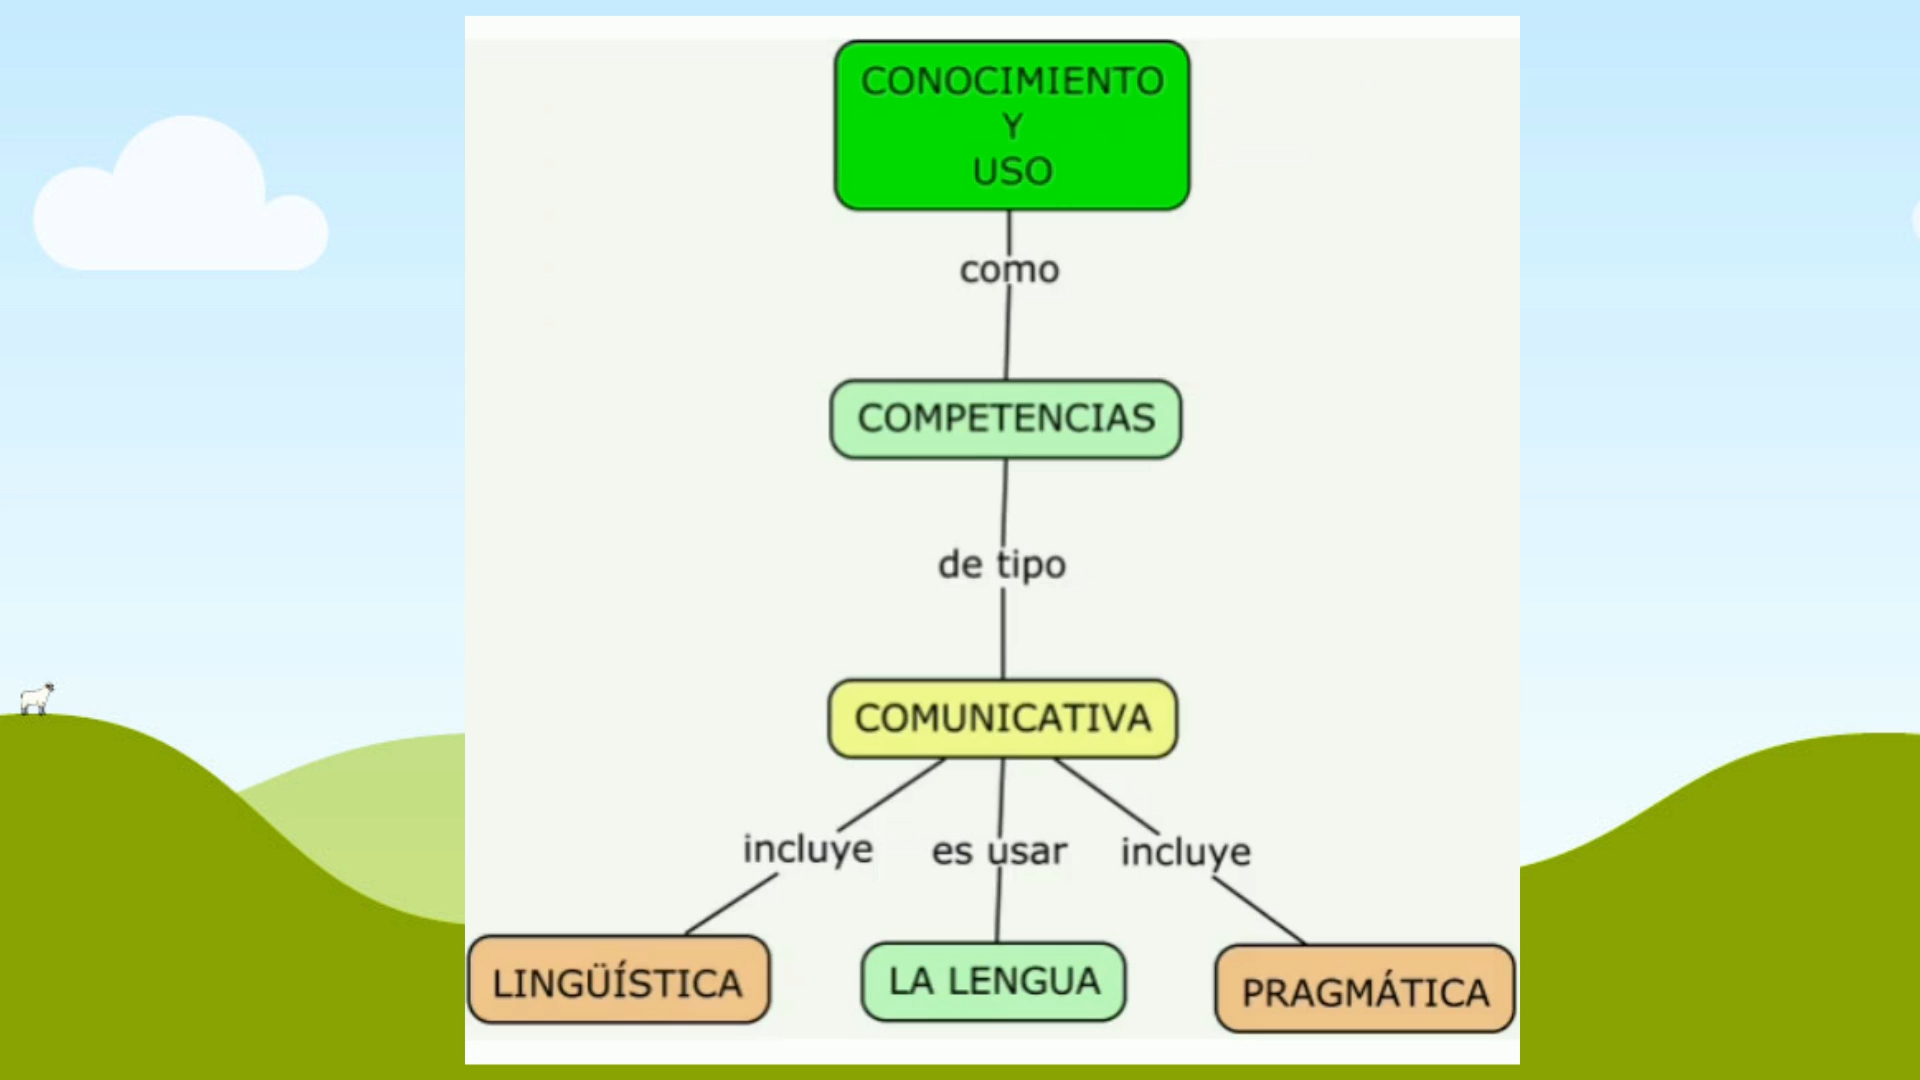 CONOCIMIENTO
Y
USO
como
COMPETENCIAS
de tipo
COMUNICATIVA
incluye
es usar
incluye
LINGÜÍSTICA
LA LENGUA
PRAGMÁTICA